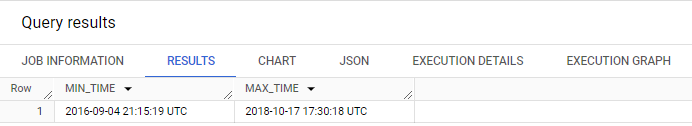 Query results
JOB INFORMATION RESULTS CHART JSON EXECUTION DETAILS EXECUTION GRAPH
Row MIN_TIME MAX_TIME
1 2016-09-04 21:15:19 UTC 2018-10-17 17:30:18 UTC